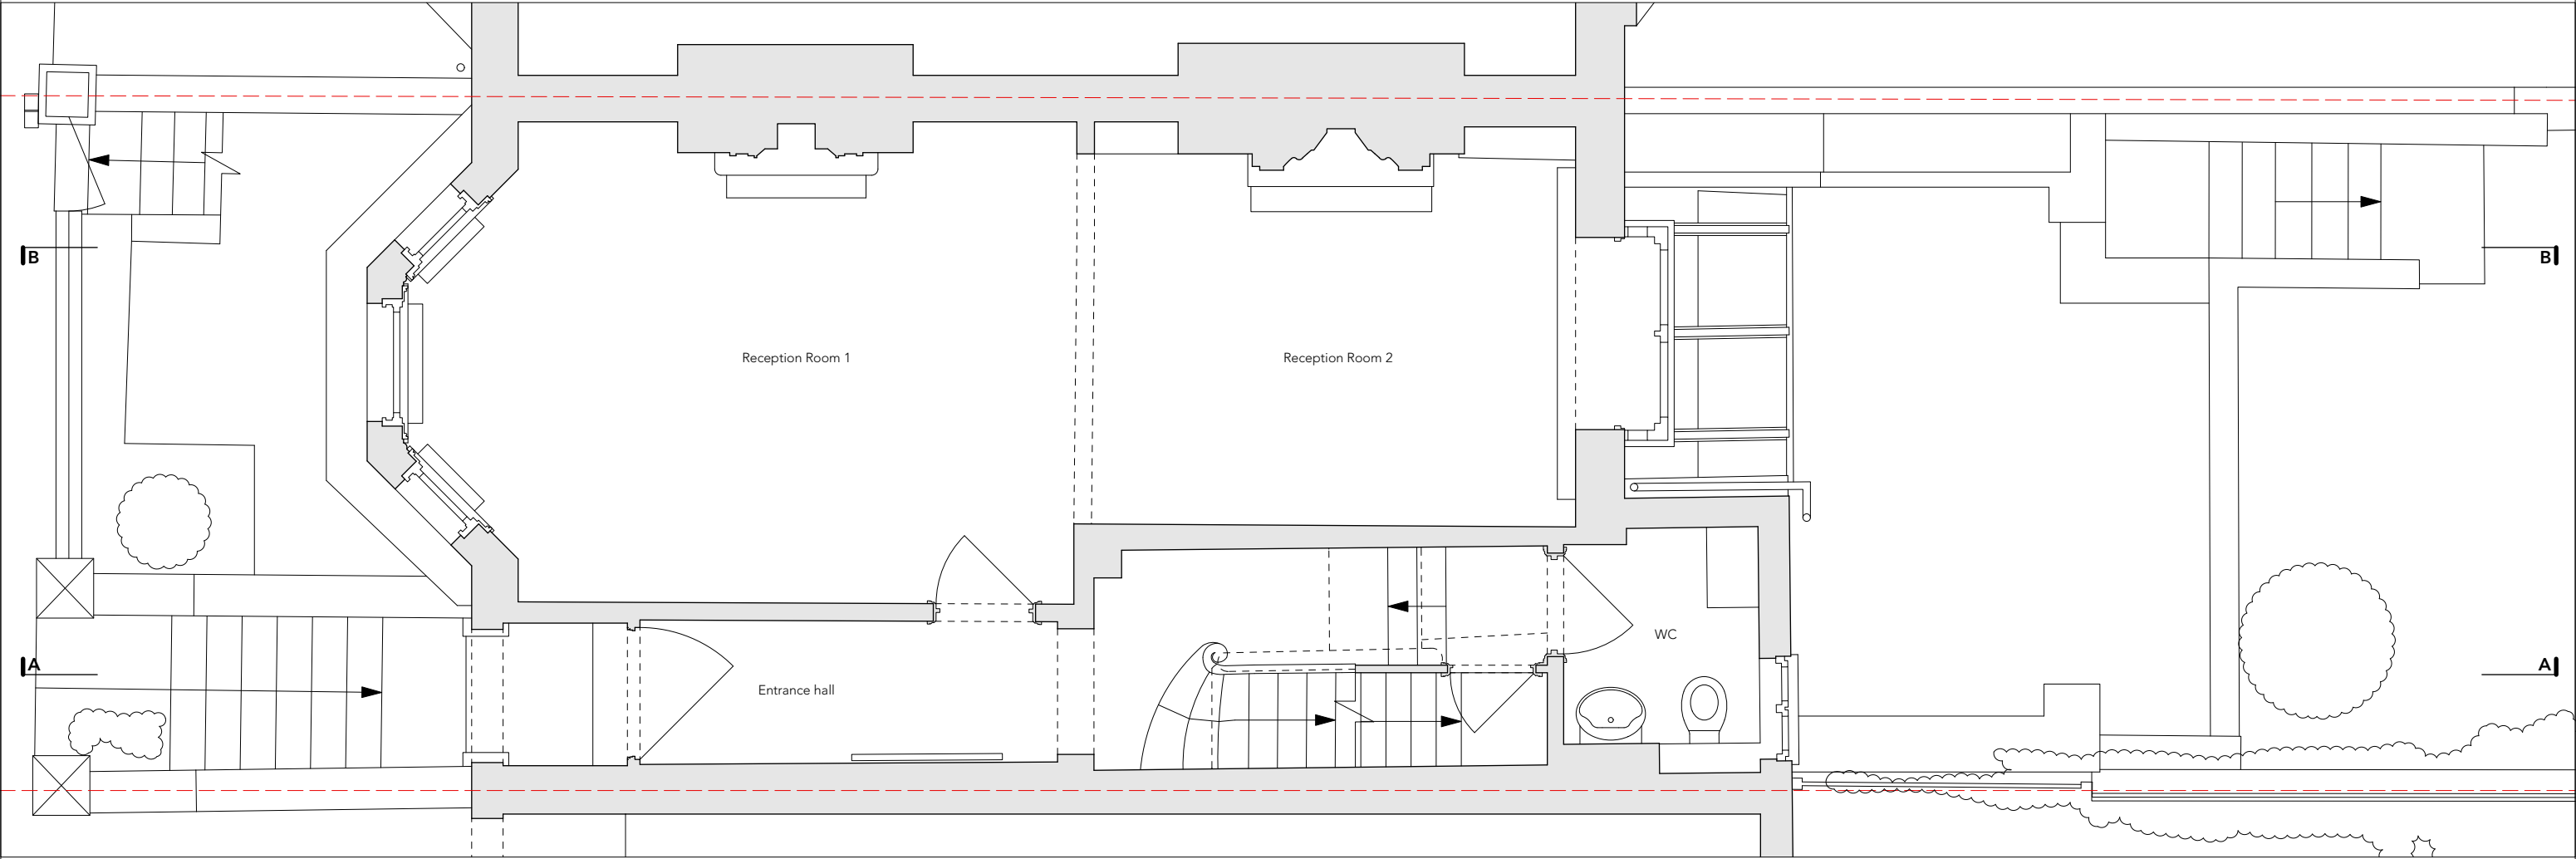 B
B
Reception Room 1
Reception Room 2
WC
A
A
Entrance hall